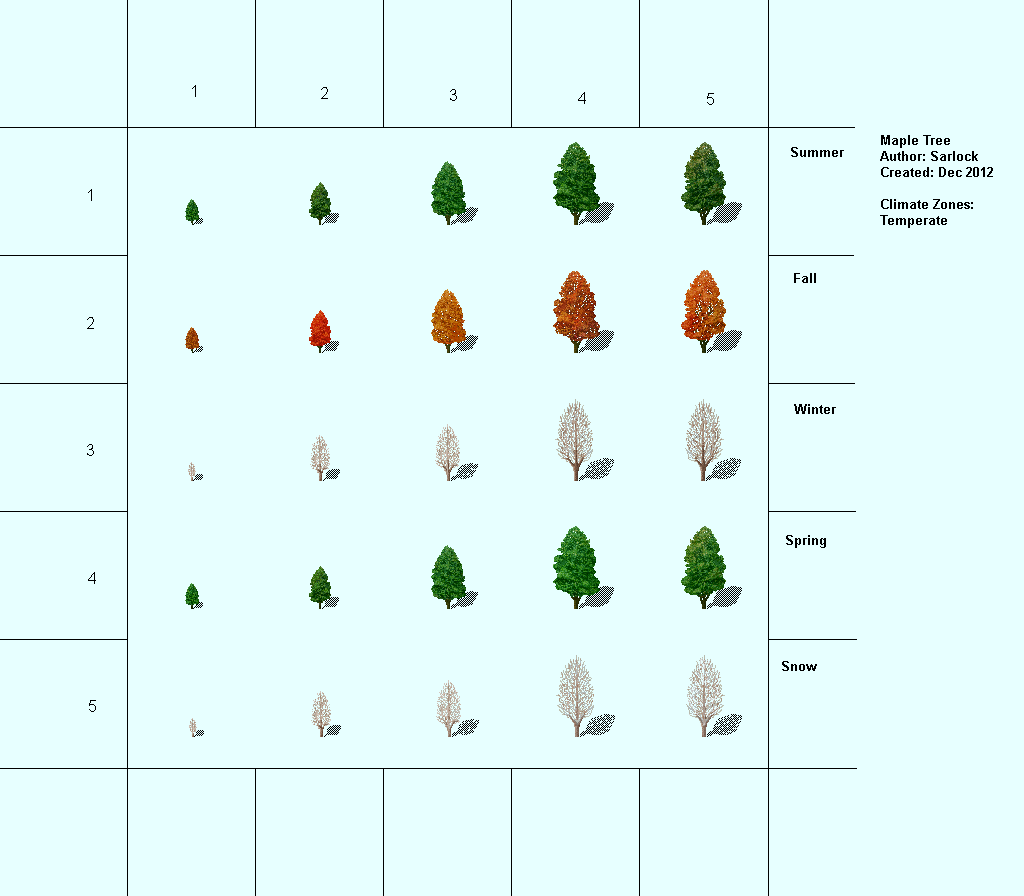 1 2 3 4 5
1 Summer
Maple Tree
Author: Sarlock
Created: Dec 2012
Climate Zones:
Temperate
2 Fall
3 Winter
4 Spring
5 Snow